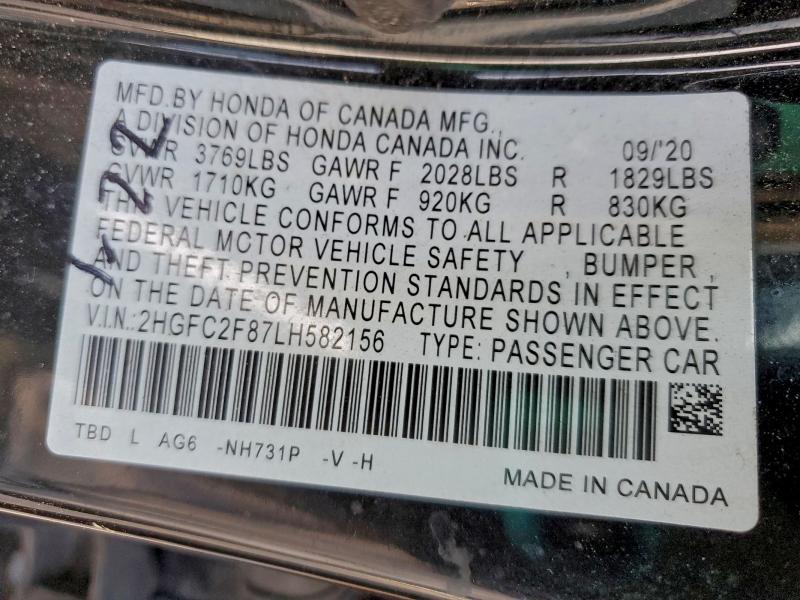 MFD.BY HONDA OF CANADA MFG.,
A DIVISION OF HONDA CANADA INC. 09/'20
GVWR 3769LBS GAWR F 2028LBS R 1829LBS
GVWR 1710KG GAWR F 920KG R 830KG
THIS VEHICLE CONFORMS TO ALL APPLICABLE
FEDERAL MOTOR VEHICLE SAFETY , BUMPER ,
AND THEFT PREVENTION STANDARDS IN EFFECT
ON THE DATE OF MANUFACTURE SHOWN ABOVE.
V.I.N.:2HGFC2F87LH582156 TYPE: PASSENGER CAR
TBD L AG6 -NH731P -V -H
MADE IN CANADA
1-22